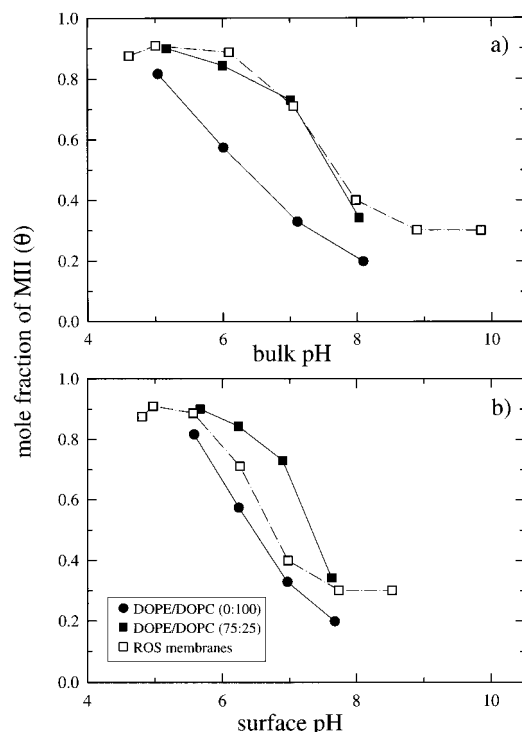 mole fraction of MII (θ)
1.0
0.8
0.6
0.4
0.2
0.0
a)
4
6
8
10
bulk pH
1.0
0.8
0.6
0.4
0.2
0.0
b)
DOPE/DOPC (0:100)
DOPE/DOPC (75:25)
ROS membranes
4
6
8
10
surface pH